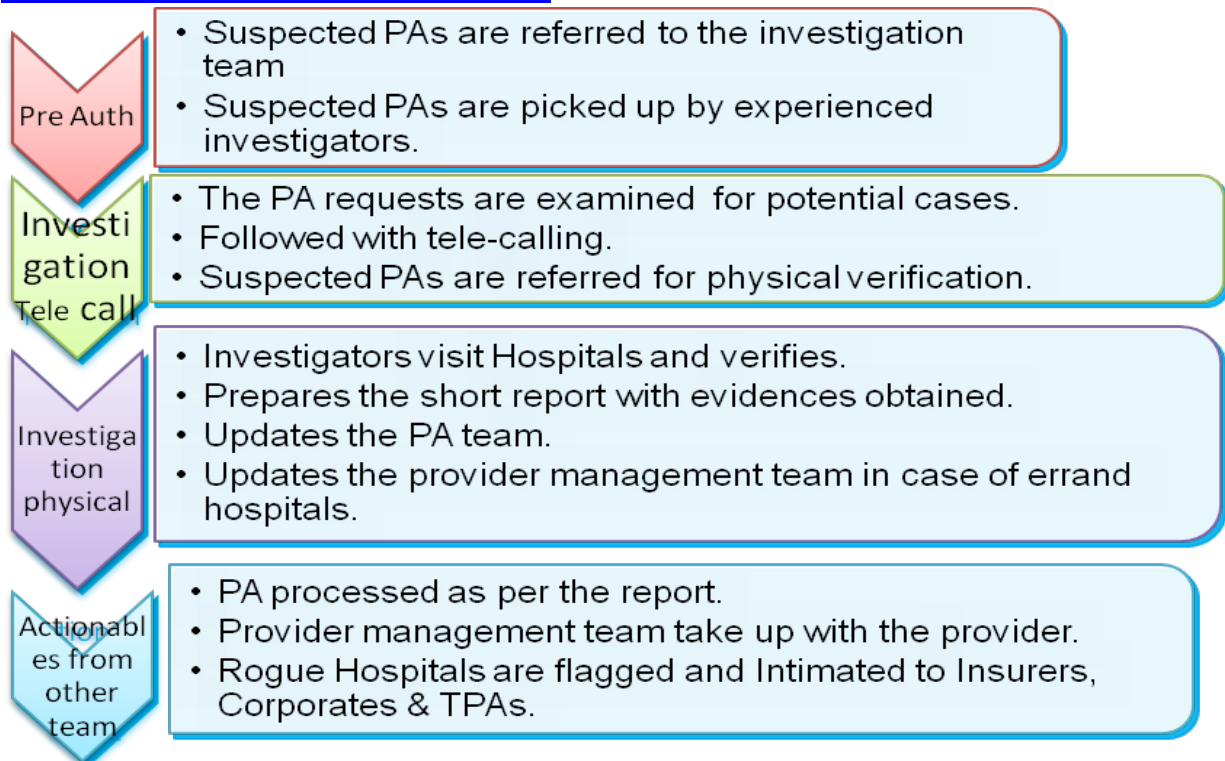 Pre Auth
• Suspected PAs are referred to the investigation
team
• Suspected PAs are picked up by experienced
investigators.
Investi
gation
Tele call
• The PA requests are examined for potential cases.
• Followed with tele-calling.
• Suspected PAs are referred for physical verification.
Investiga
tion
physical
• Investigators visit Hospitals and verifies.
• Prepares the short report with evidences obtained.
• Updates the PA team.
• Updates the provider management team in case of errand
hospitals.
Actionabl
es from
other
team
• PA processed as per the report.
• Provider management team take up with the provider.
• Rogue Hospitals are flagged and Intimated to Insurers,
Corporates & TPAs.